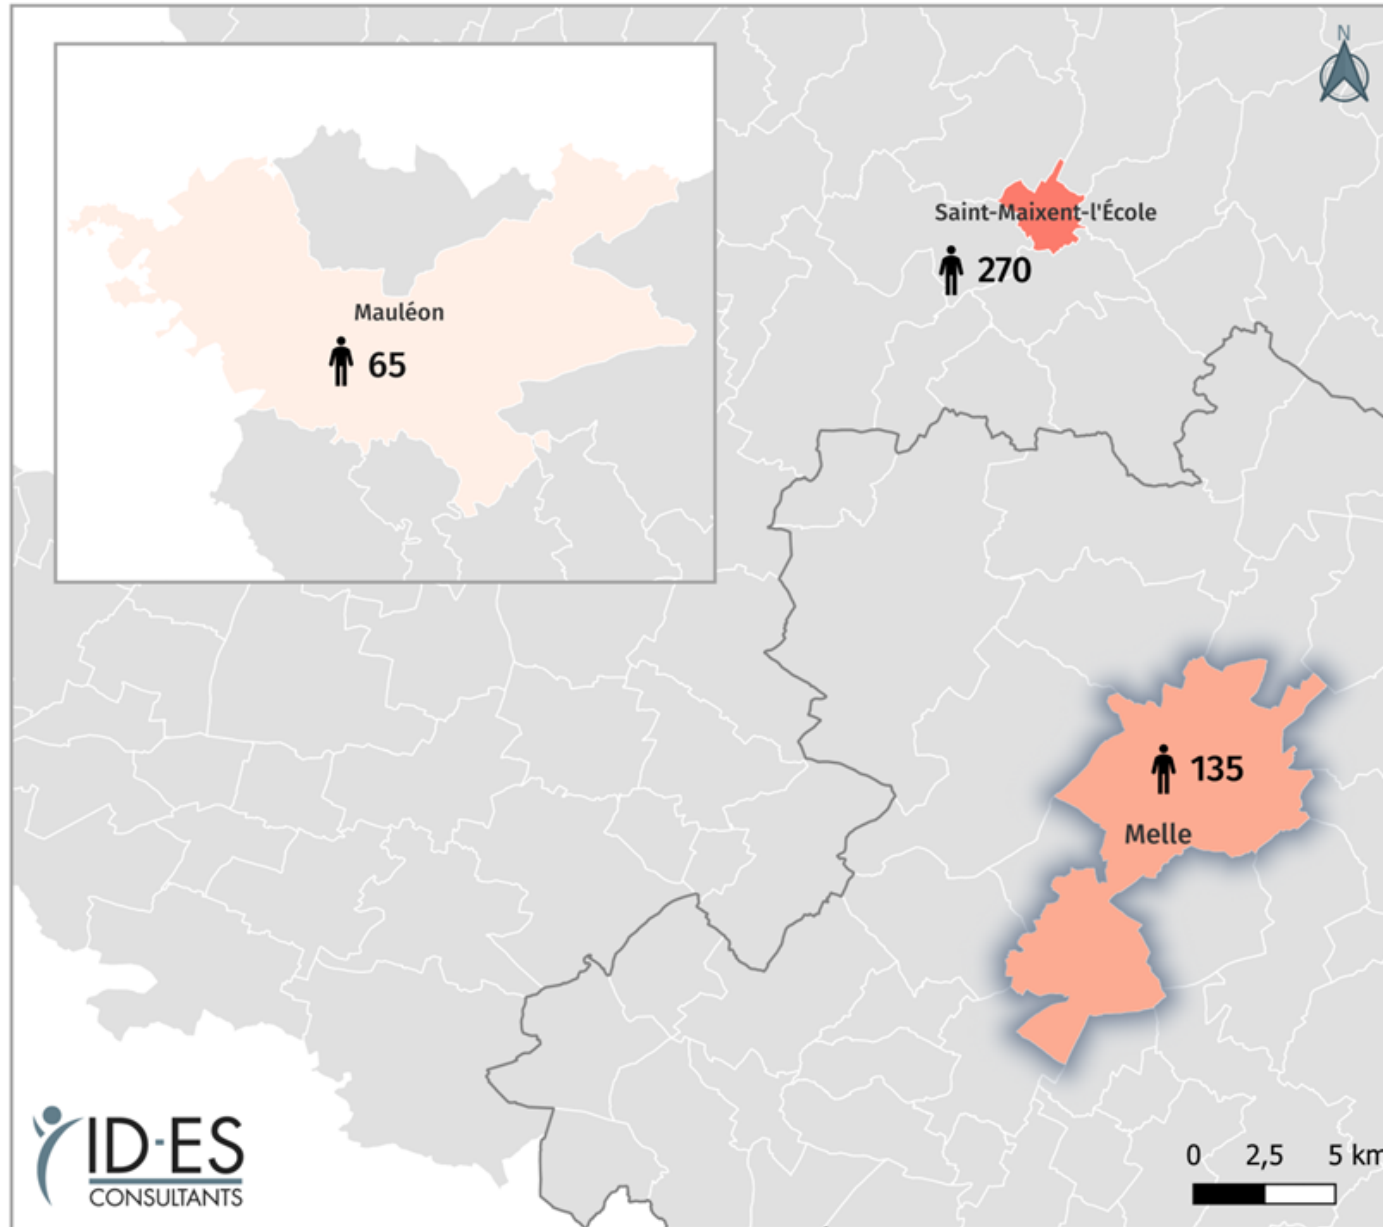 N
Saint-Maixent-l'École
270
Mauléon
65
135
Melle
ID-ES
CONSULTANTS
0 2,5 5 km